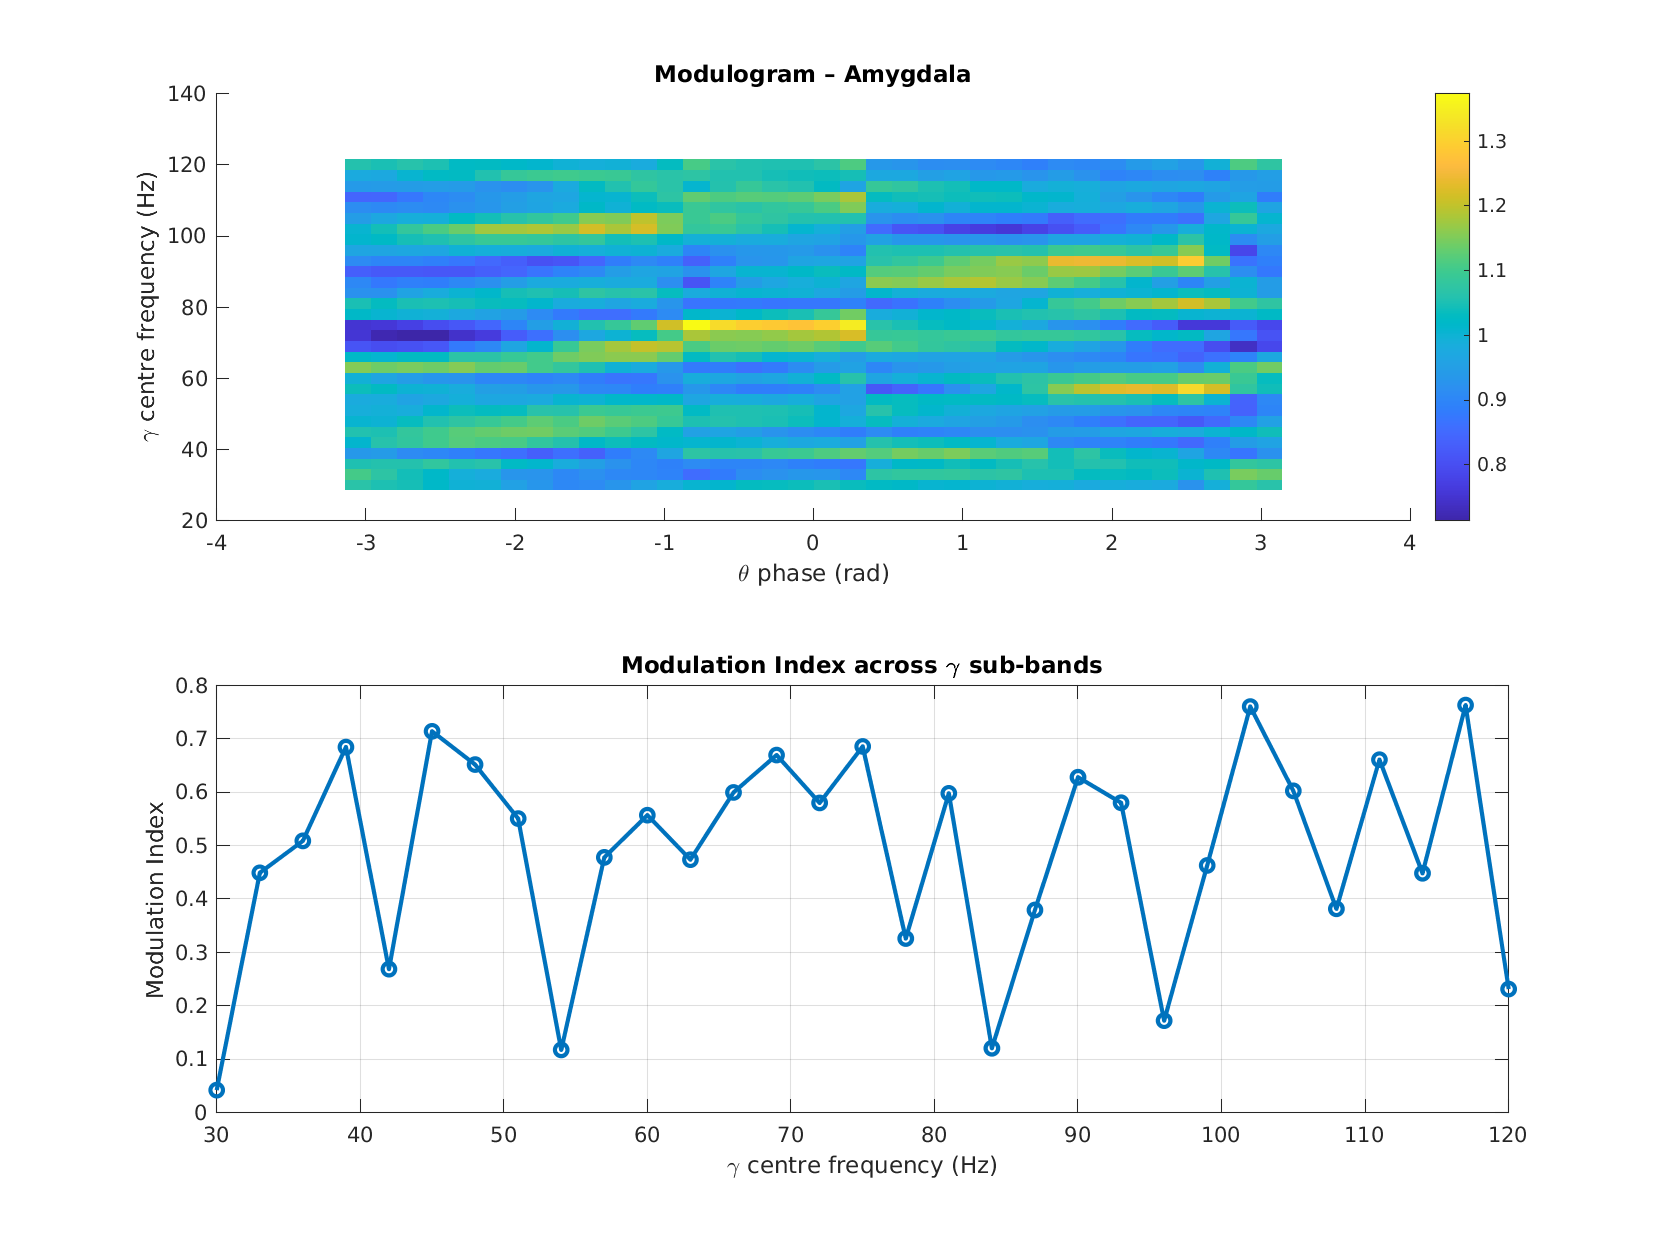 Modulogram – Amygdala
140
120
100
80
60
40
20
γ centre frequency (Hz)
-4 -3 -2 -1 0 1 2 3 4
θ phase (rad)
1.3
1.2
1.1
1
0.9
0.8
Modulation Index across γ sub-bands
0.8
0.7
0.6
0.5
0.4
0.3
0.2
0.1
0
Modulation Index
30 40 50 60 70 80 90 100 110 120
γ centre frequency (Hz)